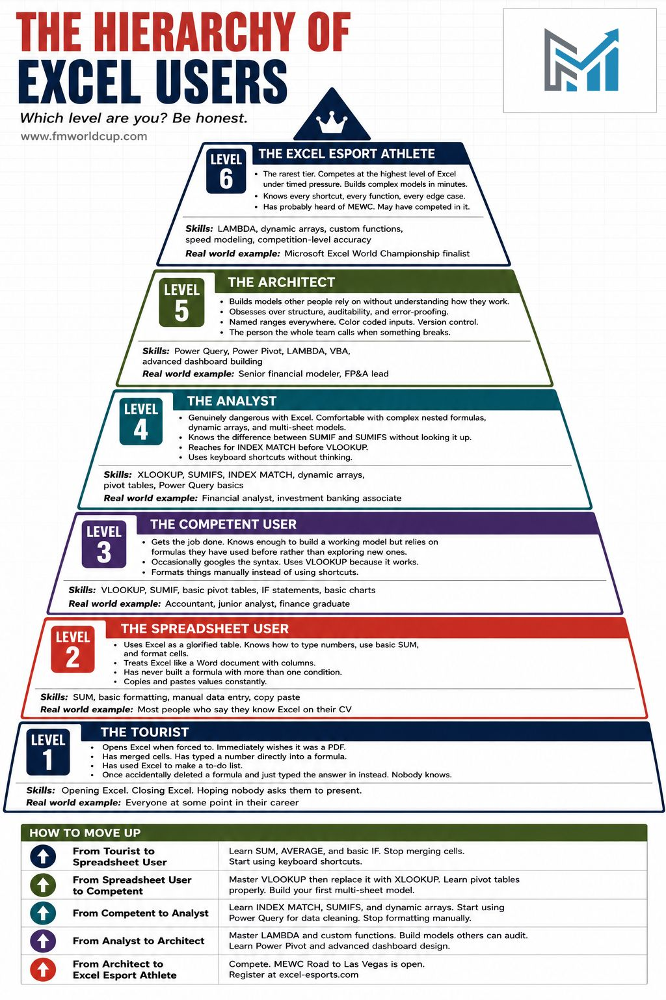 THE HIERARCHY OF
EXCEL USERS
Which level are you? Be honest.
www.fmworldcup.com
LEVEL
6
THE EXCEL ESPORT ATHLETE
• The rarest tier. Competes at the highest level of Excel
under timed pressure. Builds complex models in minutes.
• Knows every shortcut, every function, every edge case.
• Has probably heard of MEWC. May have competed in it.
Skills: LAMBDA, dynamic arrays, custom functions,
speed modeling, competition-level accuracy
Real world example: Microsoft Excel World Championship finalist
LEVEL
5
THE ARCHITECT
• Builds models other people rely on without understanding how they work.
• Obsesses over structure, auditability, and error-proofing.
• Named ranges everywhere. Color coded inputs. Version control.
• The person the whole team calls when something breaks.
Skills: Power Query, Power Pivot, LAMBDA, VBA,
advanced dashboard building
Real world example: Senior financial modeler, FP&A lead
LEVEL
4
THE ANALYST
• Genuinely dangerous with Excel. Comfortable with complex nested formulas,
dynamic arrays, and multi-sheet models.
• Knows the difference between SUMIF and SUMIFS without looking it up.
• Reaches for INDEX MATCH before VLOOKUP.
• Uses keyboard shortcuts without thinking.
Skills: XLOOKUP, SUMIFS, INDEX MATCH, dynamic arrays,
pivot tables, Power Query basics
Real world example: Financial analyst, investment banking associate
LEVEL
3
THE COMPETENT USER
• Gets the job done. Knows enough to build a working model but relies on
formulas they have used before rather than exploring new ones.
• Occasionally googles the syntax. Uses VLOOKUP because it works.
• Formats things manually instead of using shortcuts.
Skills: VLOOKUP, SUMIF, basic pivot tables, IF statements, basic charts
Real world example: Accountant, junior analyst, finance graduate
LEVEL
2
THE SPREADSHEET USER
• Uses Excel as a glorified table. Knows how to type numbers, use basic SUM,
and format cells.
• Treats Excel like a Word document with columns.
• Has never built a formula with more than one condition.
• Copies and pastes values constantly.
Skills: SUM, basic formatting, manual data entry, copy paste
Real world example: Most people who say they know Excel on their CV
LEVEL
1
THE TOURIST
• Opens Excel when forced to. Immediately wishes it was a PDF.
• Has merged cells. Has typed a number directly into a formula.
• Has used Excel to make a to-do list.
• Once accidentally deleted a formula and just typed the answer in instead. Nobody knows.
Skills: Opening Excel. Closing Excel. Hoping nobody asks them to present.
Real world example: Everyone at some point in their career
HOW TO MOVE UP
From Tourist to
Spreadsheet User
Learn SUM, AVERAGE, and basic IF. Stop merging cells.
Start using keyboard shortcuts.
From Spreadsheet User
to Competent
Master VLOOKUP then replace it with XLOOKUP. Learn pivot tables
properly. Build your first multi-sheet model.
From Competent to Analyst
Learn INDEX MATCH, SUMIFS, and dynamic arrays. Start using
Power Query for data cleaning. Stop formatting manually.
From Analyst to Architect
Master LAMBDA and custom functions. Build models others can audit.
Learn Power Pivot and advanced dashboard design.
From Architect to
Excel Esport Athlete
Compete. MEWC Road to Las Vegas is open.
Register at excel-esports.com